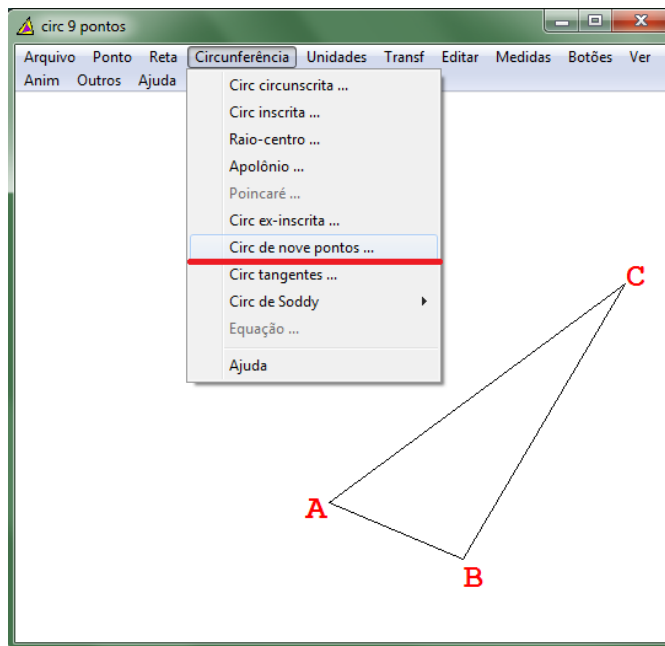 circ 9 pontos
Arquivo Ponto Reta Circunferência Unidades Transf Editar Medidas Botões Ver
Anim Outros Ajuda
Circ circunscrita ...
Circ inscrita ...
Raio-centro ...
Apolônio ...
Poincaré ...
Circ ex-inscrita ...
Circ de nove pontos ...
Circ tangentes ...
Circ de Soddy
Equação ...
Ajuda
C
A
B